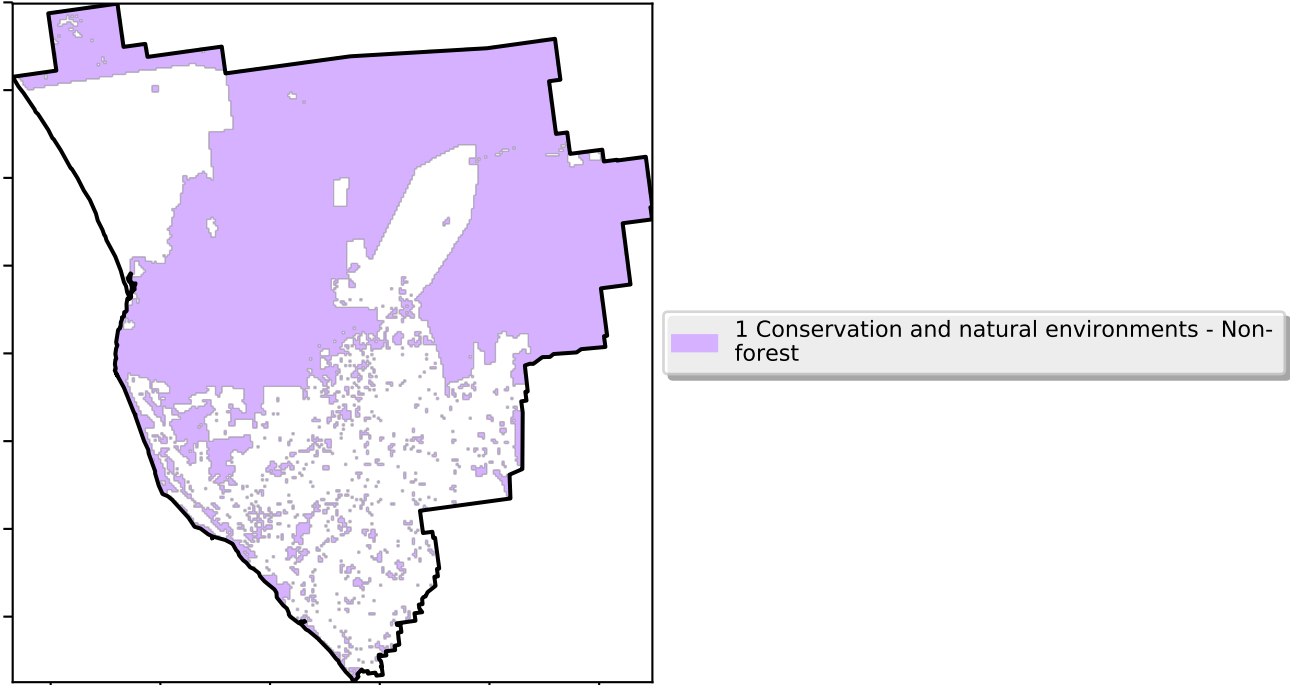 1 Conservation and natural environments - Non-
forest